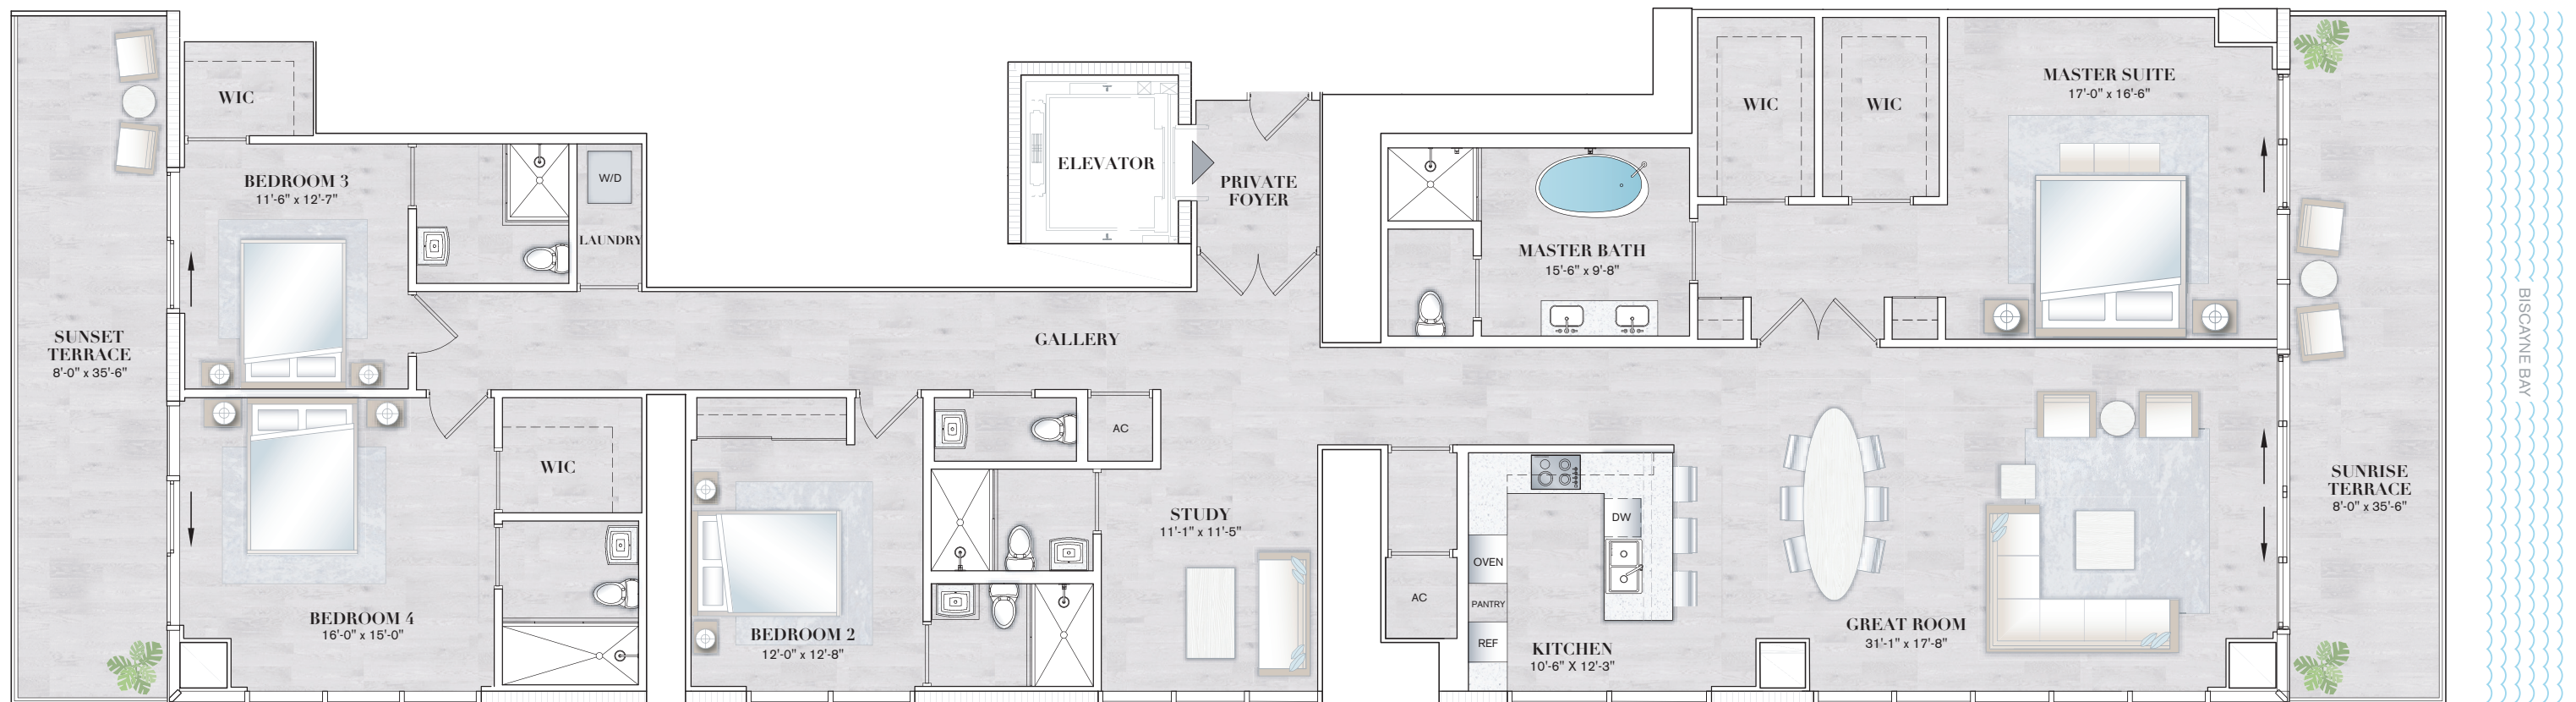 WIC
BEDROOM 3
11'-6" x 12'-7"
W/D
LAUNDRY
SUNSET
TERRACE
8'-0" x 35'-6"
BEDROOM 4
16'-0" x 15'-0"
WIC
ELEVATOR
PRIVATE
FOYER
GALLERY
BEDROOM 2
12'-0" x 12'-8"
AC
STUDY
11'-1" x 11'-5"
MASTER BATH
15'-6" x 9'-8"
WIC
WIC
MASTER SUITE
17'-0" x 16'-6"
AC
OVEN
PANTRY
REF
DW
KITCHEN
10'-6" X 12'-3"
GREAT ROOM
31'-1" x 17'-8"
SUNRISE
TERRACE
8'-0" x 35'-6"
BISCAYNE BAY